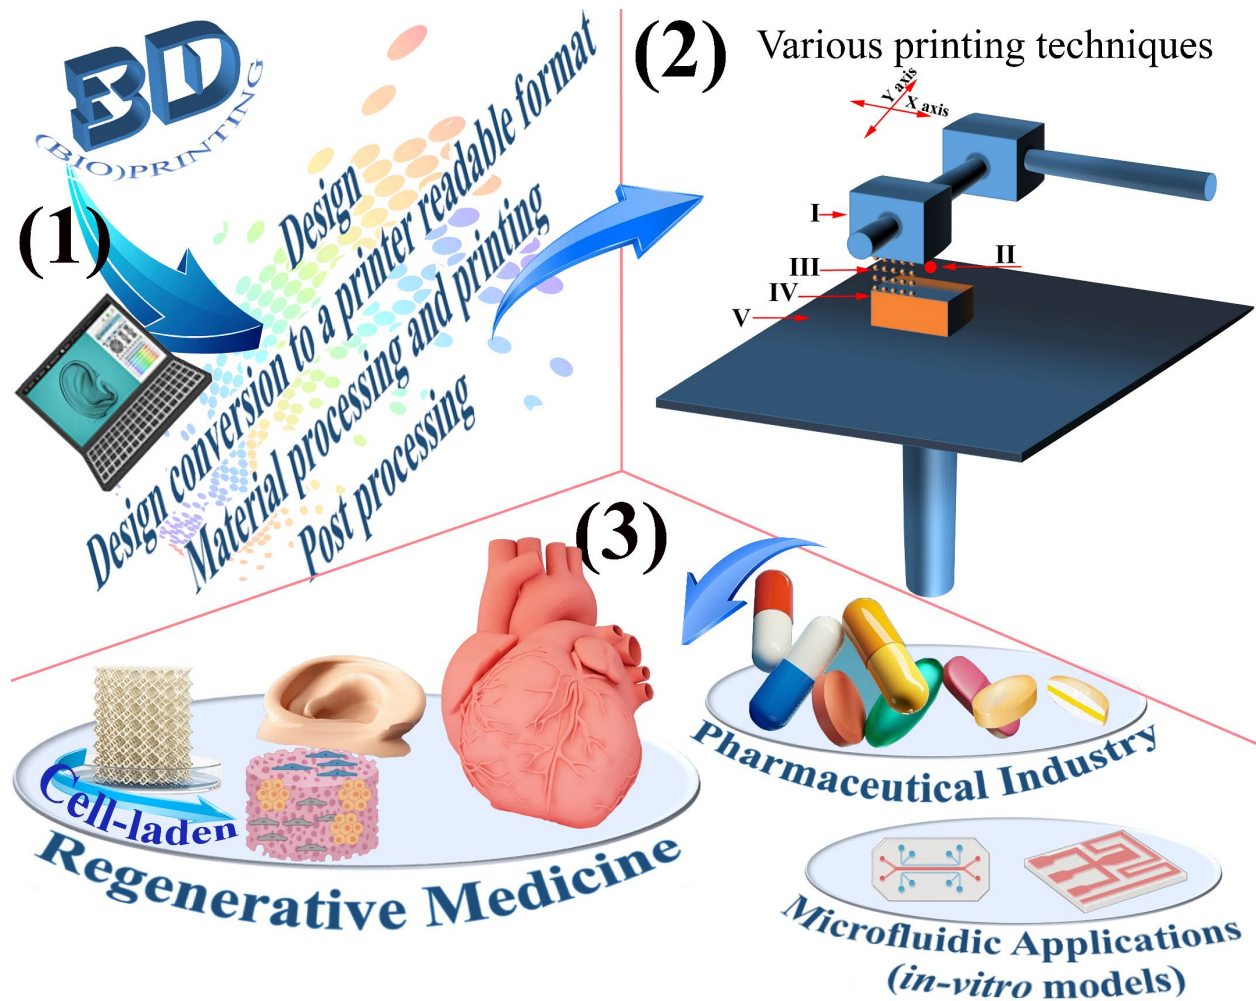 3D
(BIO)PRINTING
(1)
Design
Design conversion to a printer readable format
Material processing and printing
Post processing
(2)
Various printing techniques
Y axis
X axis
I
II
III
IV
V
(3)
Cell-laden
Regenerative Medicine
Pharmaceutical Industry
Microfluidic Applications
(in-vitro models)